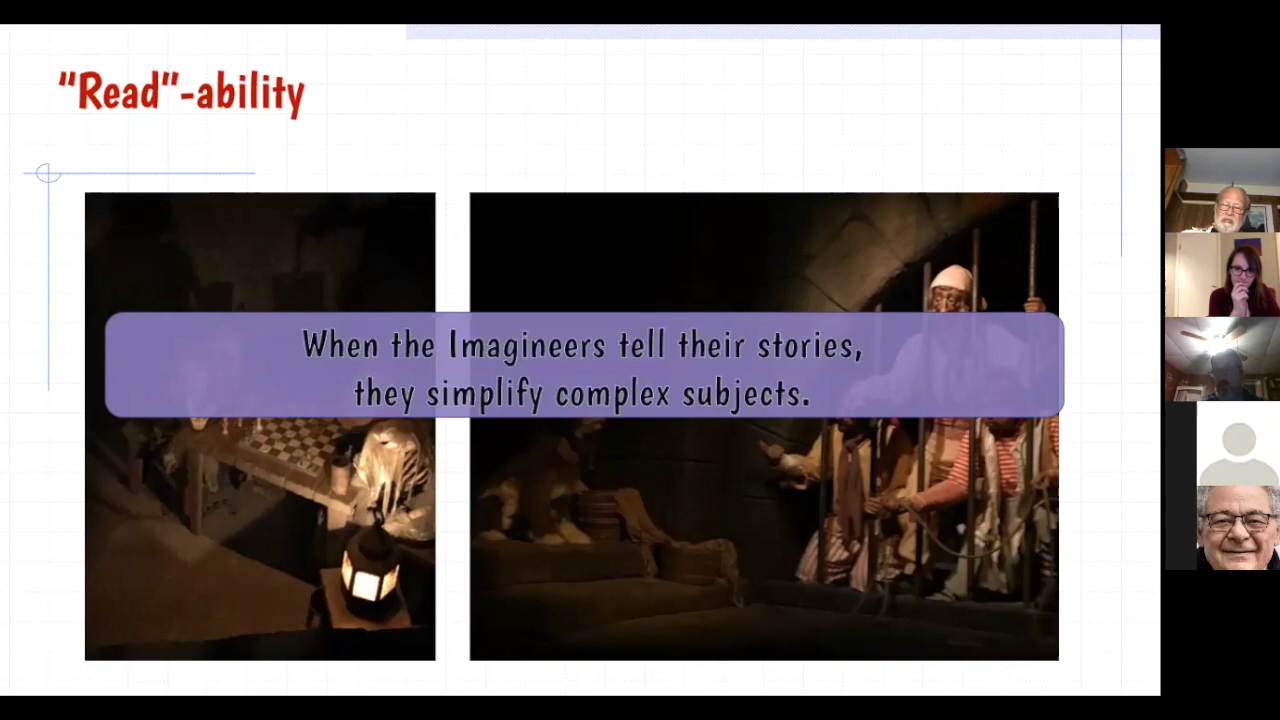 “Read”-ability
When the Imagineers tell their stories,
they simplify complex subjects.